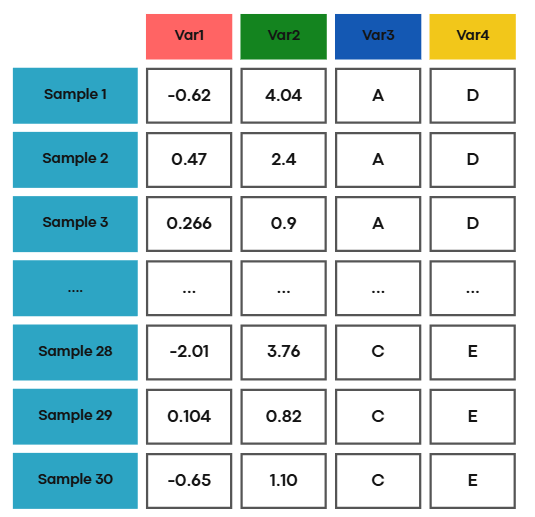 Var1 Var2 Var3 Var4
Sample 1 -0.62 4.04 A D
Sample 2 0.47 2.4 A D
Sample 3 0.266 0.9 A D
.... ... ... ... ...
Sample 28 -2.01 3.76 C E
Sample 29 0.104 0.82 C E
Sample 30 -0.65 1.10 C E